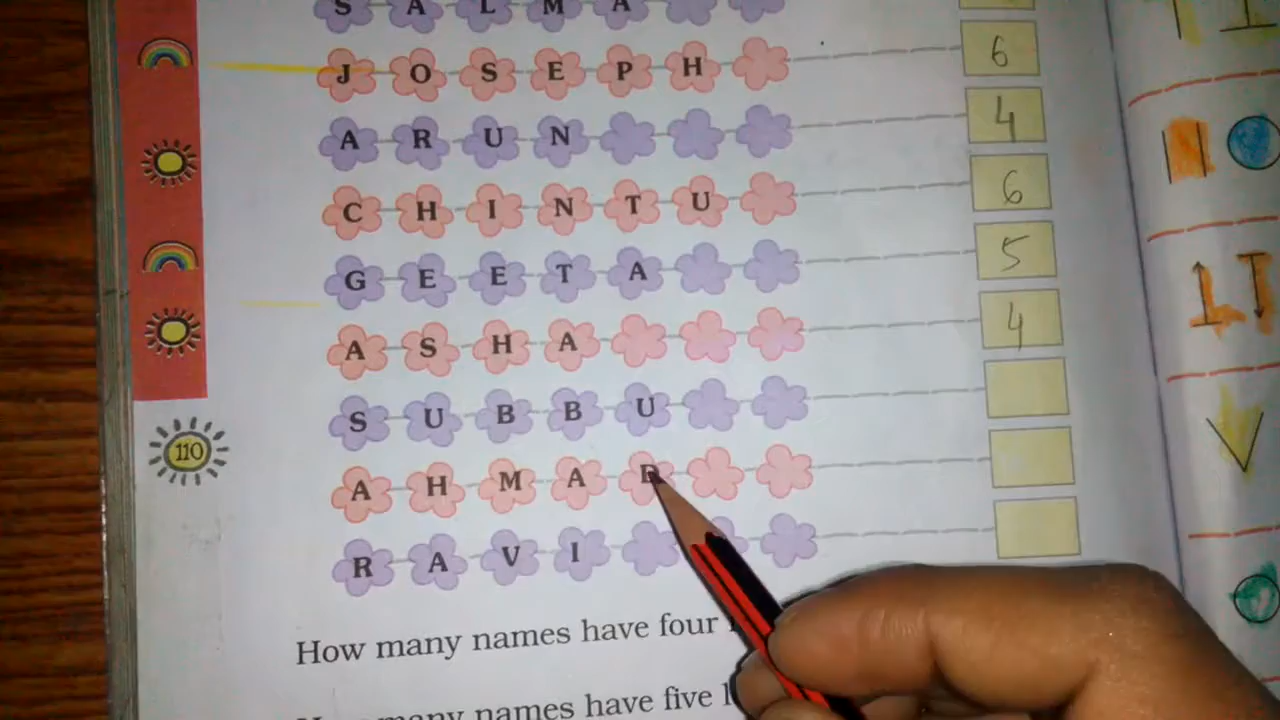 S A L M A
J O S E P H 6
A R U N 4
C H I N T U 6
G E E T A 5
A S H A 4
S U B B U
110
A H M A D
R A V I
How many names have four
many names have five